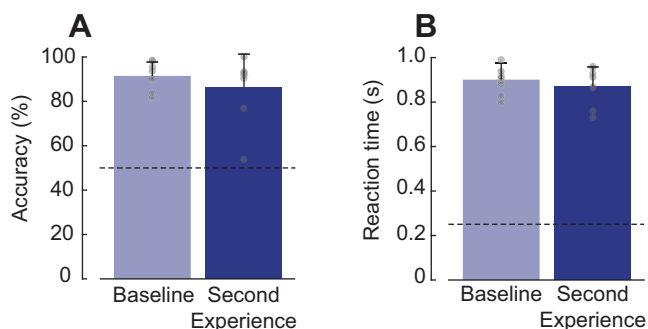 A
Accuracy (%)
100
80
60
40
20
0
Baseline
Second
Experience
B
Reaction time (s)
1.0
0.8
0.6
0.4
0.2
0
Baseline
Second
Experience